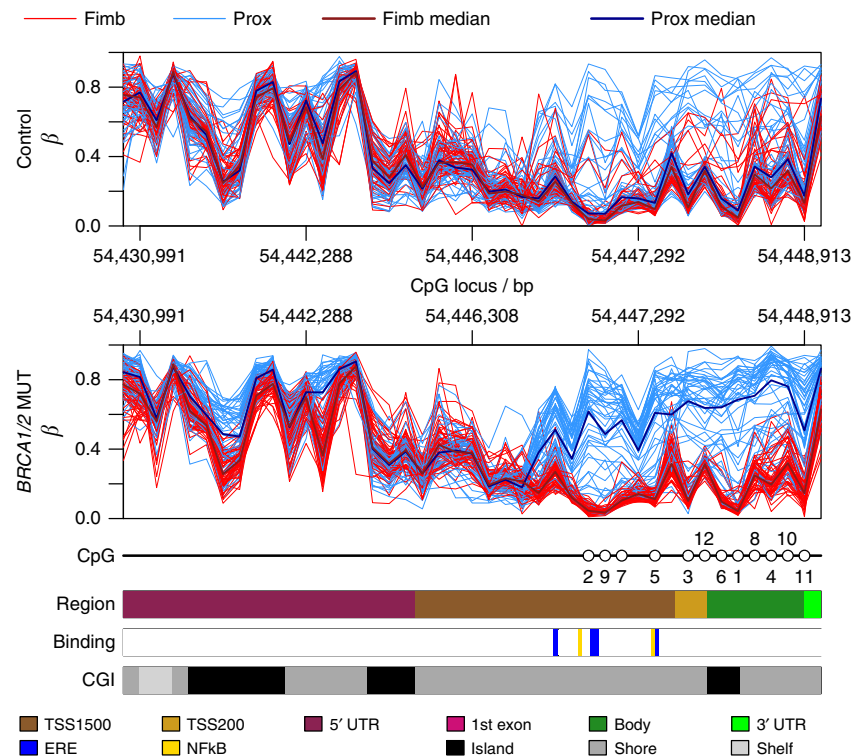 Fimb Prox Fimb median Prox median
Control
β
0.8
0.4
0.0
54,430,991 54,442,288 54,446,308 54,447,292 54,448,913
CpG locus / bp
54,430,991 54,442,288 54,446,308 54,447,292 54,448,913
BRCA1/2 MUT
β
0.8
0.4
0.0
12 8 10
CpG
2 9 7 5 3 6 1 4 11
Region
Binding
CGI
TSS1500 TSS200 5′ UTR 1st exon Body 3′ UTR
ERE NFkB Island Shore Shelf